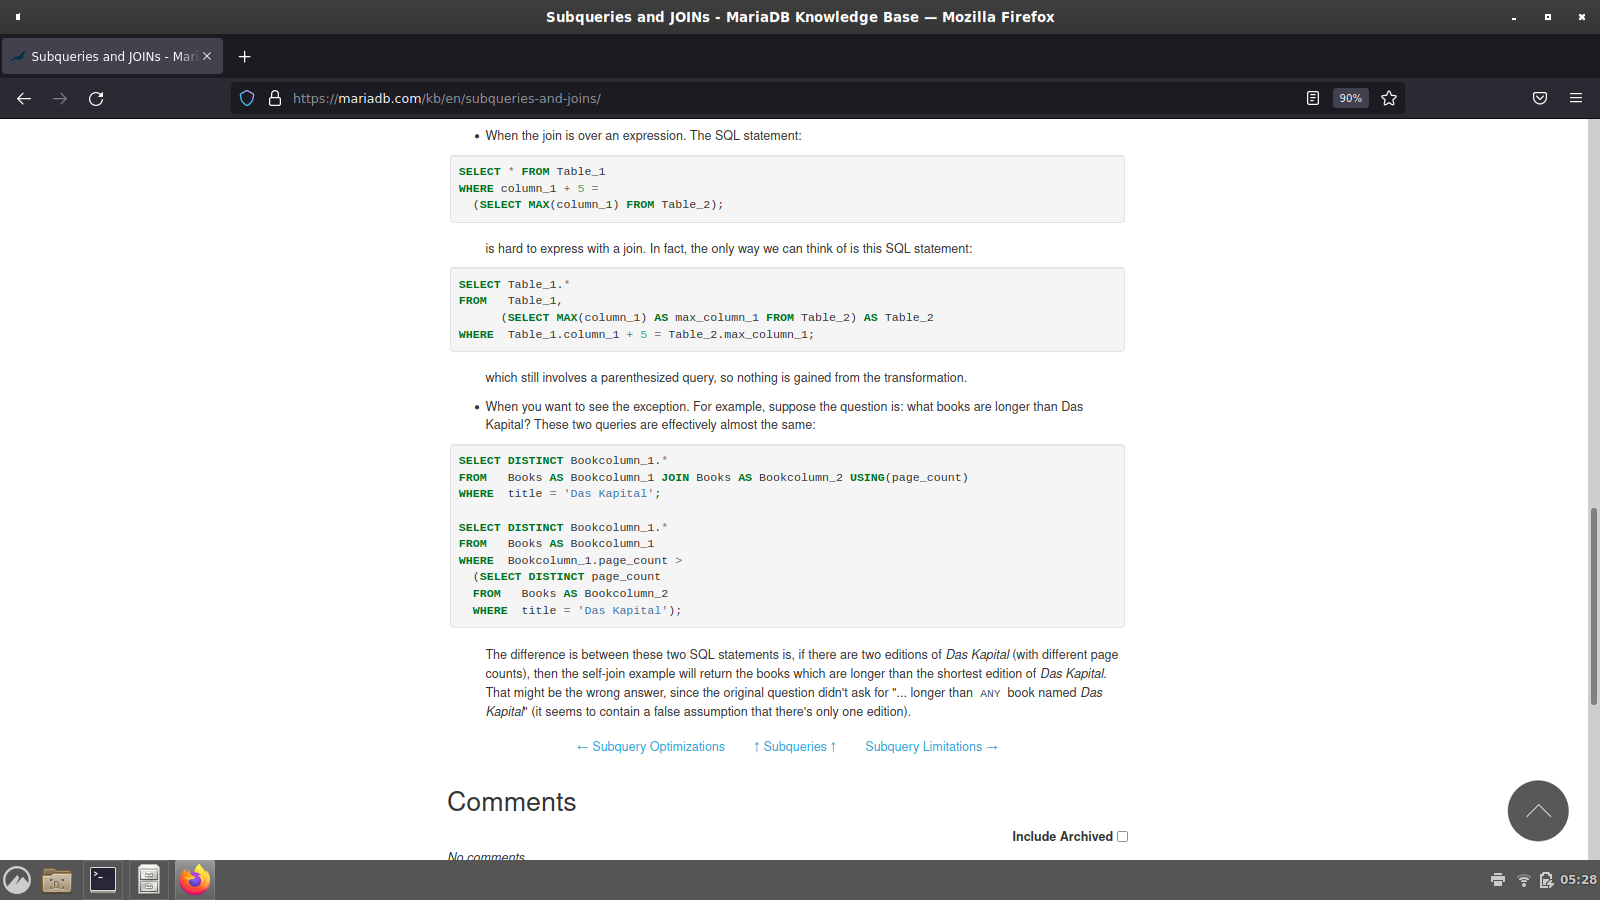 Subqueries and JOINs - MariaDB Knowledge Base — Mozilla Firefox
Subqueries and JOINs - Mari
https://mariadb.com/kb/en/subqueries-and-joins/
90%
• When the join is over an expression. The SQL statement:
SELECT * FROM Table_1
WHERE column_1 + 5 =
(SELECT MAX(column_1) FROM Table_2);
is hard to express with a join. In fact, the only way we can think of is this SQL statement:
SELECT Table_1.*
FROM Table_1,
(SELECT MAX(column_1) AS max_column_1 FROM Table_2) AS Table_2
WHERE Table_1.column_1 + 5 = Table_2.max_column_1;
which still involves a parenthesized query, so nothing is gained from the transformation.
• When you want to see the exception. For example, suppose the question is: what books are longer than Das
Kapital? These two queries are effectively almost the same:
SELECT DISTINCT Bookcolumn_1.*
FROM Books AS Bookcolumn_1 JOIN Books AS Bookcolumn_2 USING(page_count)
WHERE title = 'Das Kapital';
SELECT DISTINCT Bookcolumn_1.*
FROM Books AS Bookcolumn_1
WHERE Bookcolumn_1.page_count >
(SELECT DISTINCT page_count
FROM Books AS Bookcolumn_2
WHERE title = 'Das Kapital');
The difference is between these two SQL statements is, if there are two editions of Das Kapital (with different page
counts), then the self-join example will return the books which are longer than the shortest edition of Das Kapital.
That might be the wrong answer, since the original question didn't ask for "... longer than ANY book named Das
Kapital" (it seems to contain a false assumption that there's only one edition).
← Subquery Optimizations ↑ Subqueries ↑ Subquery Limitations →
Comments
Include Archived
No comments
05:28